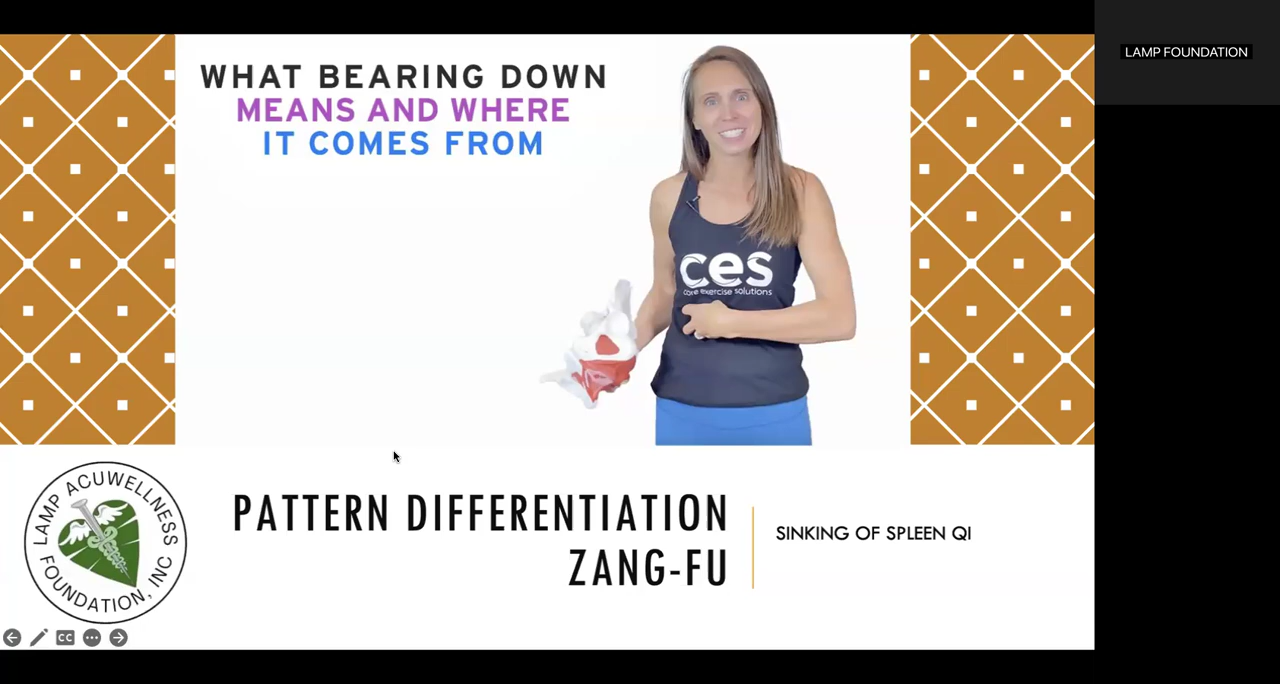 LAMP FOUNDATION
WHAT BEARING DOWN
MEANS AND WHERE
IT COMES FROM
ces
core exercise solutions
LAMP ACUWELLNESS
FOUNDATION, INC
PATTERN DIFFERENTIATION
ZANG-FU
SINKING OF SPLEEN QI
CC